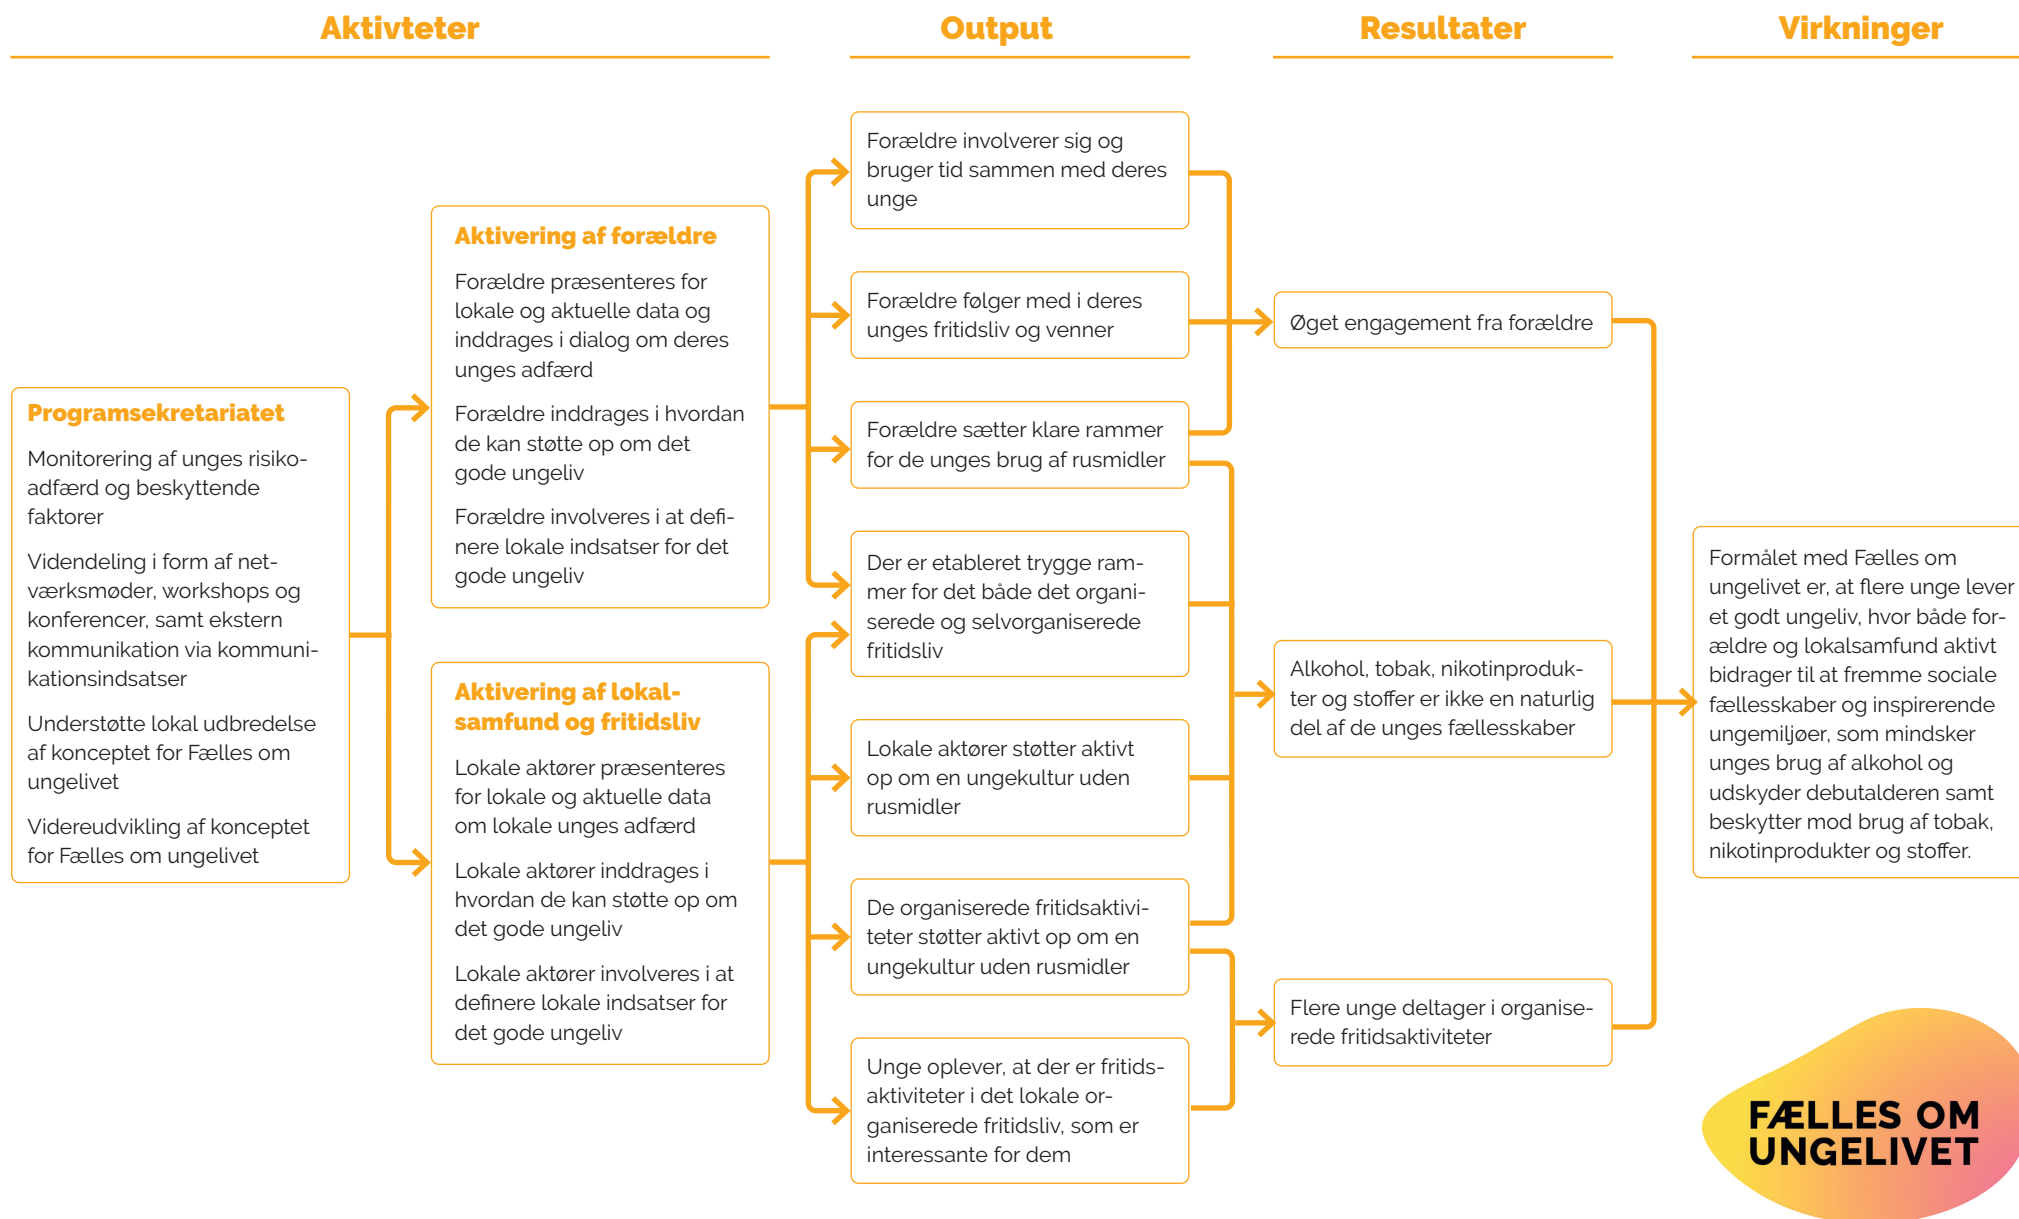 Aktivteter
Output
Resultater
Virkninger
Programsekretariatet
Monitorering af unges risiko-
adfærd og beskyttende
faktorer
Videndeling i form af net-
værksmøder, workshops og
konferencer, samt ekstern
kommunikation via kommuni-
kationsindsatser
Understøtte lokal udbredelse
af konceptet for Fælles om
ungelivet
Videreudvikling af konceptet
for Fælles om ungelivet
Aktivering af forældre
Forældre præsenteres for
lokale og aktuelle data og
inddrages i dialog om deres
unges adfærd
Forældre inddrages i hvordan
de kan støtte op om det
gode ungeliv
Forældre involveres i at defi-
nere lokale indsatser for det
gode ungeliv
Aktivering af lokal-
samfund og fritidsliv
Lokale aktører præsenteres
for lokale og aktuelle data
om lokale unges adfærd
Lokale aktører inddrages i
hvordan de kan støtte op om
det gode ungeliv
Lokale aktører involveres i at
definere lokale indsatser for
det gode ungeliv
Forældre involverer sig og
bruger tid sammen med deres
unge
Forældre følger med i deres
unges fritidsliv og venner
Forældre sætter klare rammer
for de unges brug af rusmidler
Der er etableret trygge ram-
mer for det både det organi-
serede og selvorganiserede
fritidsliv
Lokale aktører støtter aktivt
op om en ungekultur uden
rusmidler
De organiserede fritidsaktivi-
teter støtter aktivt op om en
ungekultur uden rusmidler
Unge oplever, at der er fritids-
aktiviteter i det lokale or-
ganiserede fritidsliv, som er
interessante for dem
Øget engagement fra forældre
Alkohol, tobak, nikotinproduk-
ter og stoffer er ikke en naturlig
del af de unges fællesskaber
Flere unge deltager i organise-
rede fritidsaktiviteter
Formålet med Fælles om
ungelivet er, at flere unge lever
et godt ungeliv, hvor både for-
ældre og lokalsamfund aktivt
bidrager til at fremme sociale
fællesskaber og inspirerende
ungemiljøer, som mindsker
unges brug af alkohol og
udskyder debutalderen samt
beskytter mod brug af tobak,
nikotinprodukter og stoffer.
FÆLLES OM
UNGELIVET